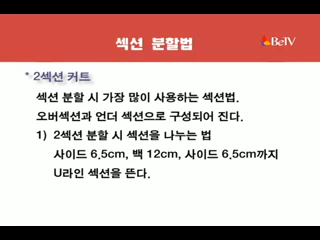 섹션 분할법
BeTV
* 2섹션 커트
섹션 분할 시 가장 많이 사용하는 섹션법.
오버섹션과 언더 섹션으로 구성되어 진다.
1) 2섹션 분할 시 섹션을 나누는 법
사이드 6.5cm, 백 12cm, 사이드 6.5cm까지
U라인 섹션을 뜬다.